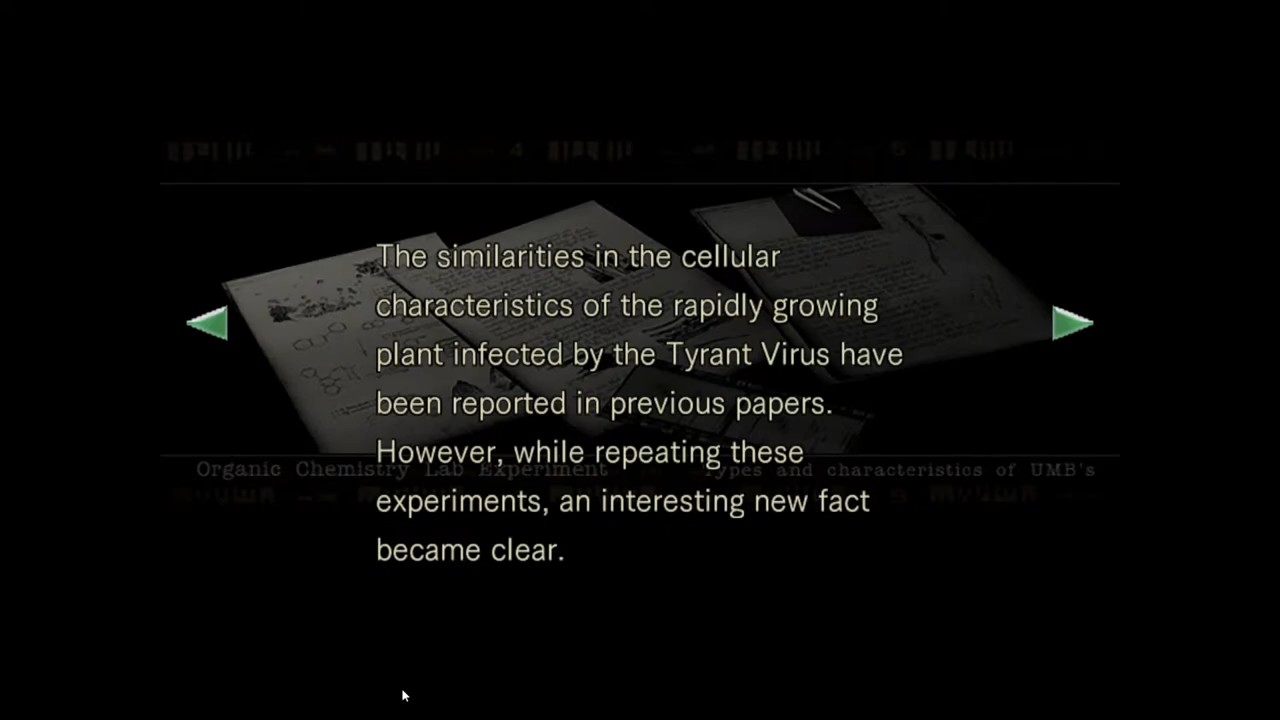 The similarities in the cellular
characteristics of the rapidly growing
plant infected by the Tyrant Virus have
been reported in previous papers.
However, while repeating these
experiments, an interesting new fact
became clear.
Organic Chemistry Lab Experiment
Types and characteristics of UMB's